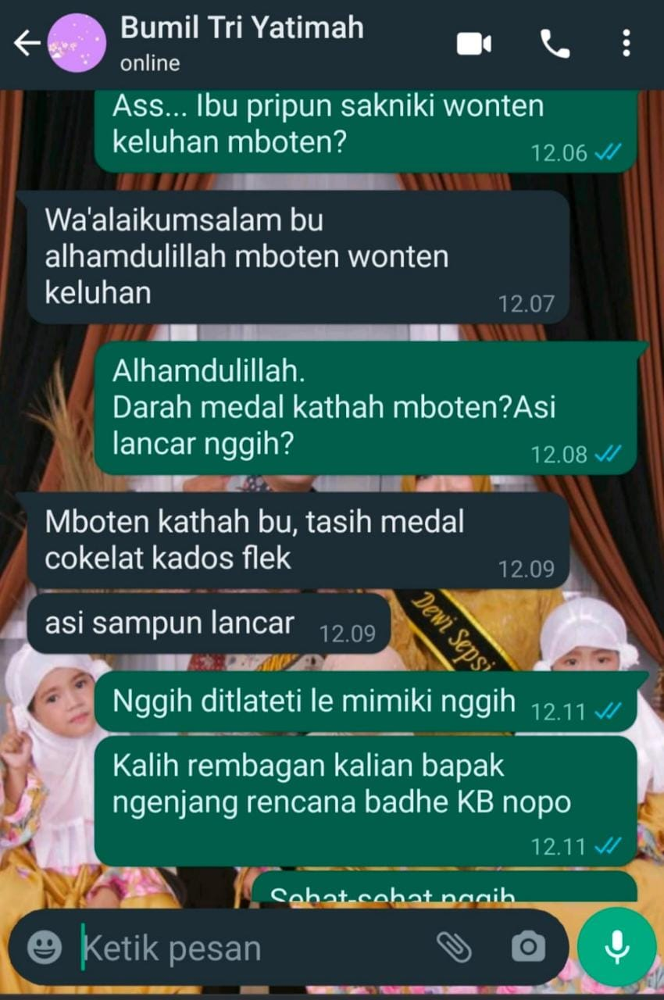 Bumil Tri Yatimah
online
Ass... Ibu pripun sakniki wonten
keluhan mboten?
12.06
Wa'alaikumsalam bu
alhamdulillah mboten wonten
keluhan
12.07
Alhamdulillah.
Darah medal kathah mboten?Asi
lancar nggih?
12.08
Mboten kathah bu, tasih medal
cokelat kados flek
12.09
asi sampun lancar
12.09
Dewi Sepsi
Nggih ditlateti le mimiki nggih
12.11
Kalih rembagan kalian bapak
ngenjang rencana badhe KB nopo
12.11
Sehat-sehat nggih
Ketik pesan